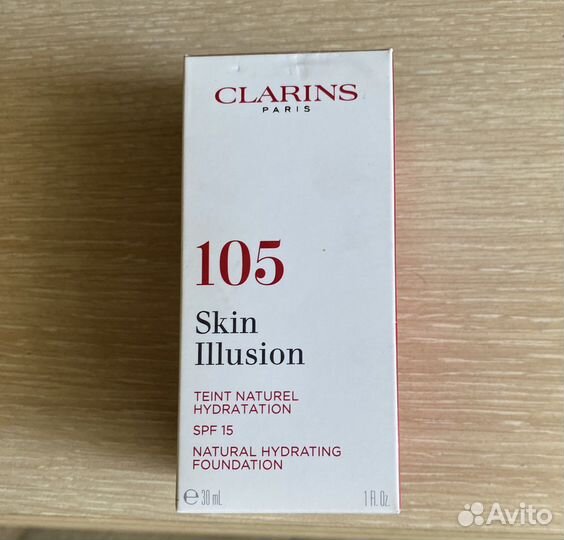 CLARINS
PARIS
105
Skin
Illusion
TEINT NATUREL
HYDRATATION
SPF 15
NATURAL HYDRATING
FOUNDATION
℮ 30 mL 1 Fl. Oz.
Avito